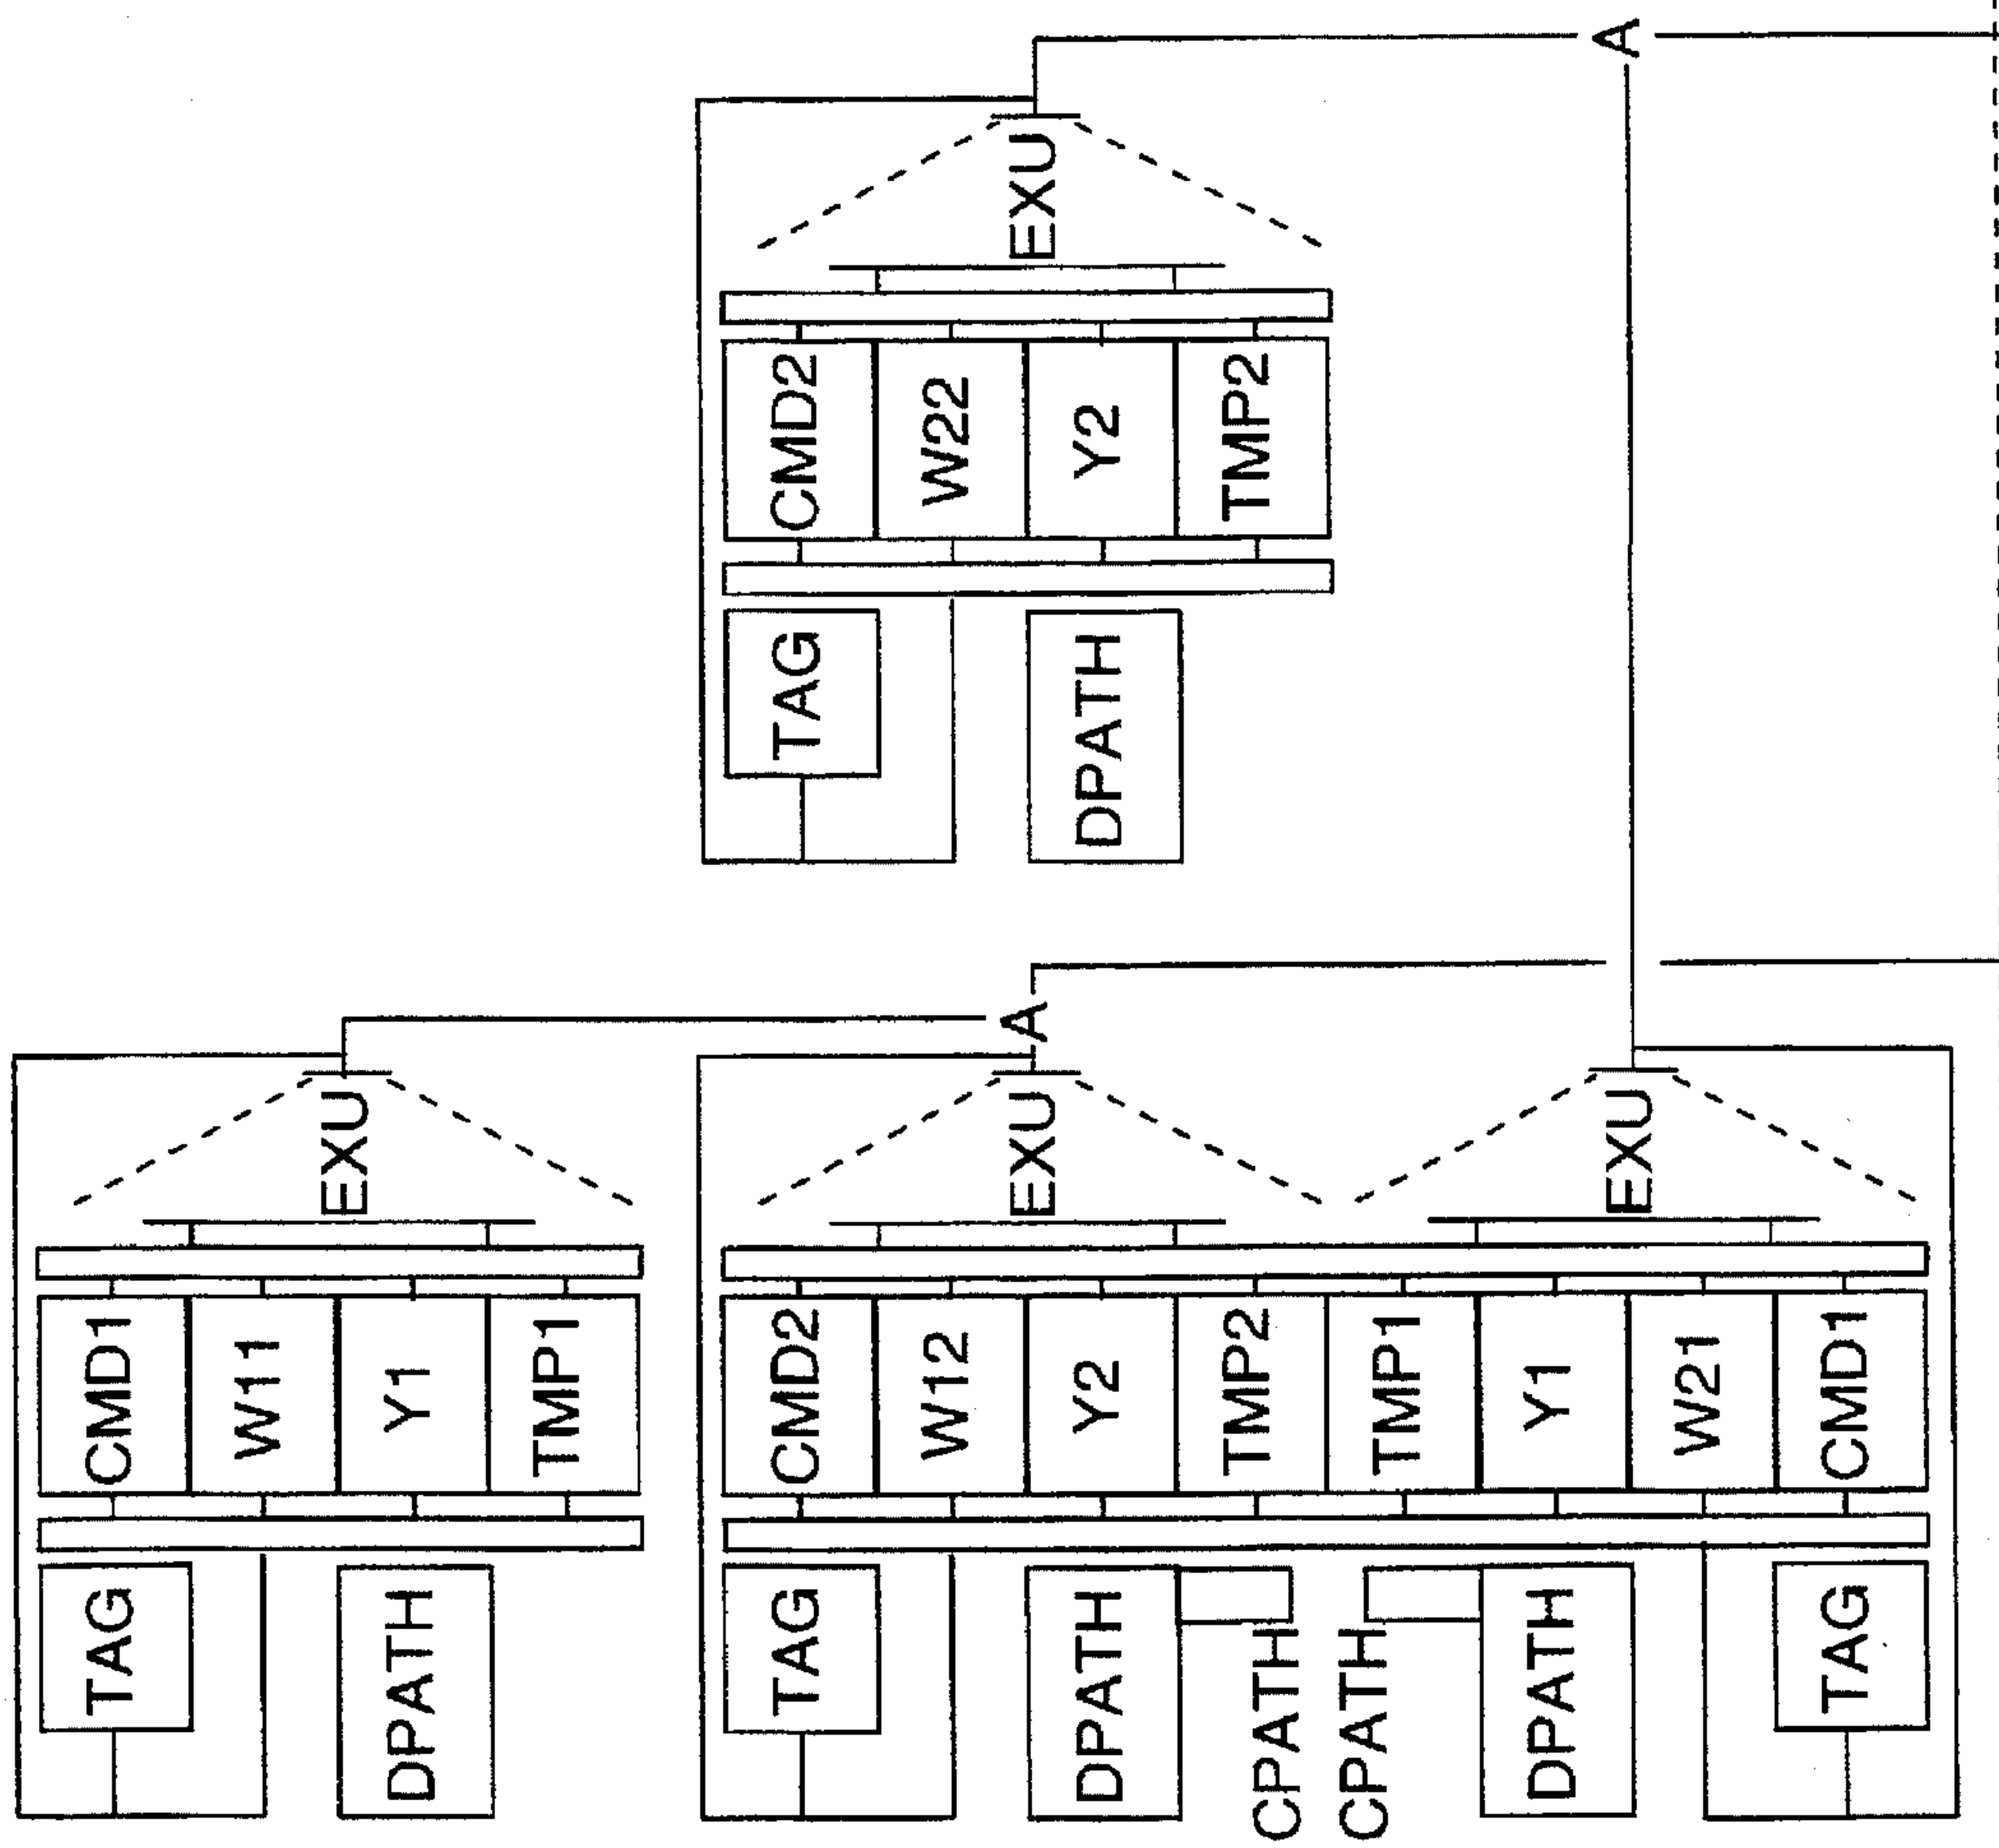 TAG CMD1
W11
EXU
DPATH Y1
TMP1
TAG CMD2 TAG CMD2
W12 W22
EXU A EXU
DPATH Y2 DPATH Y2
CPATH TMP2 TMP2
CPATH TMP1
DPATH Y1
EXU A
W21
TAG CMD1